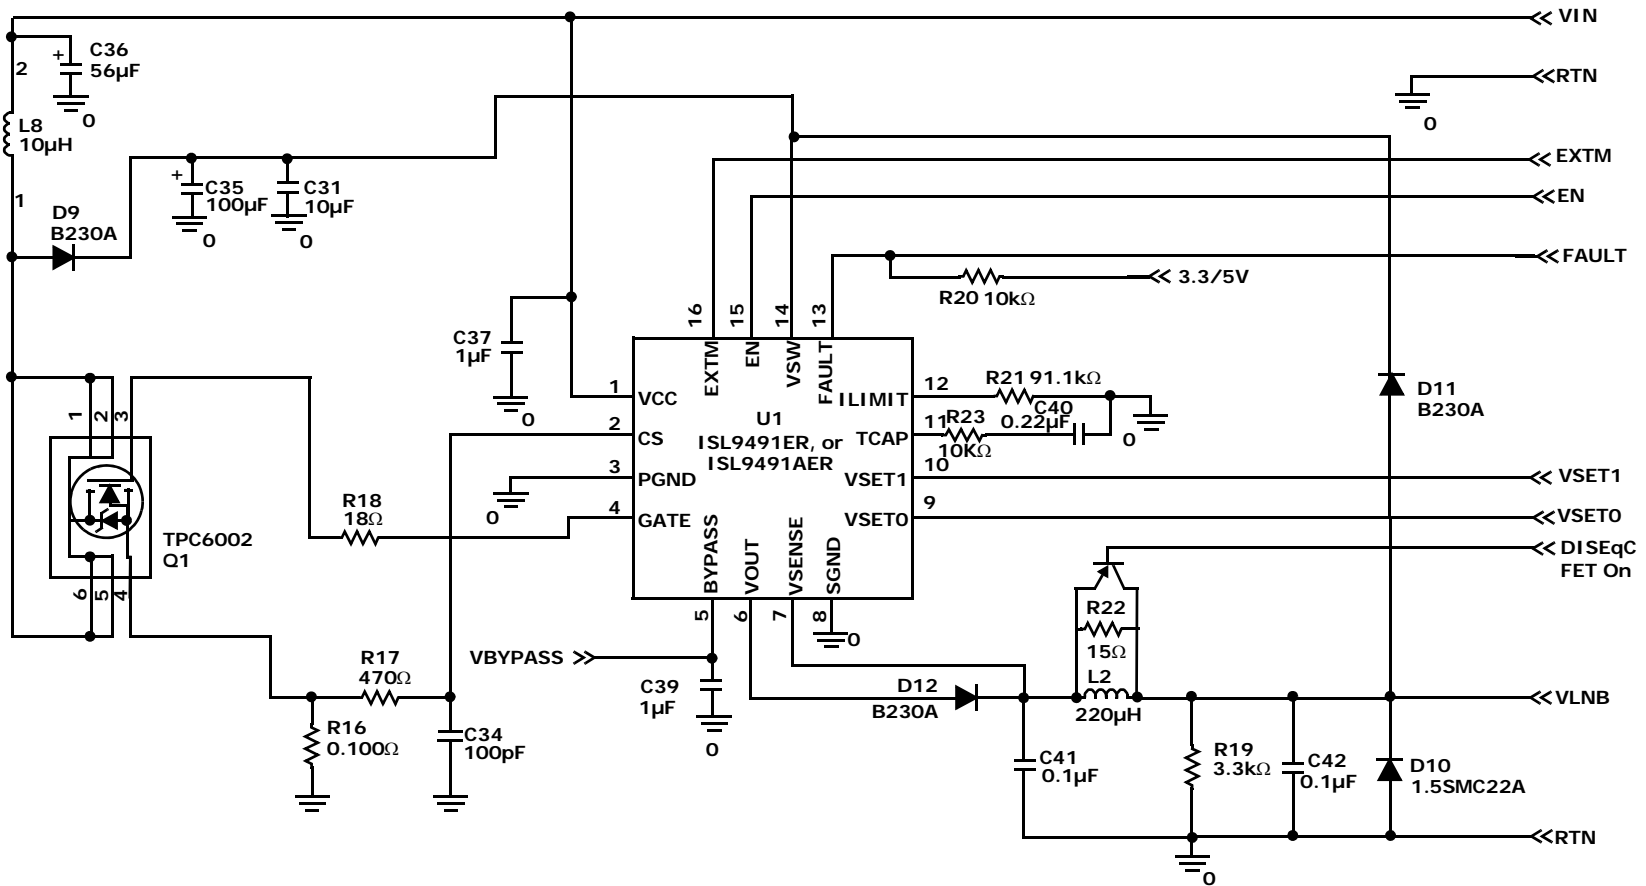 VIN
C36
+
56µF
2
RTN
0
0
L8
10µH
EXTM
+
C35
100µF
C31
10µF
1
EN
D9
B230A
0
0
FAULT
3.3/5V
R20 10kΩ
16
15
14
13
C37
1µF
EXTM
EN
VSW
FAULT
R21 91.1kΩ
1
VCC
ILIMIT
12
D11
B230A
0
1
2
3
2
CS
U1
ISL9491ER, or
ISL9491AER
TCAP
11
R23
10KΩ
C40
0.22µF
0
3
PGND
VSET1
10
VSET1
0
R18
18Ω
4
GATE
VSET0
9
VSET0
TPC6002
Q1
BYPASS
VOUT
VSENSE
SGND
DISEqC
FET On
6
5
4
5
6
7
8
0
R22
15Ω
VBYPASS
R17
470Ω
C39
1µF
0
D12
B230A
L2
220µH
VLNB
R16
0.100Ω
C34
100pF
C41
0.1µF
R19
3.3kΩ
C42
0.1µF
D10
1.5SMC22A
RTN
0